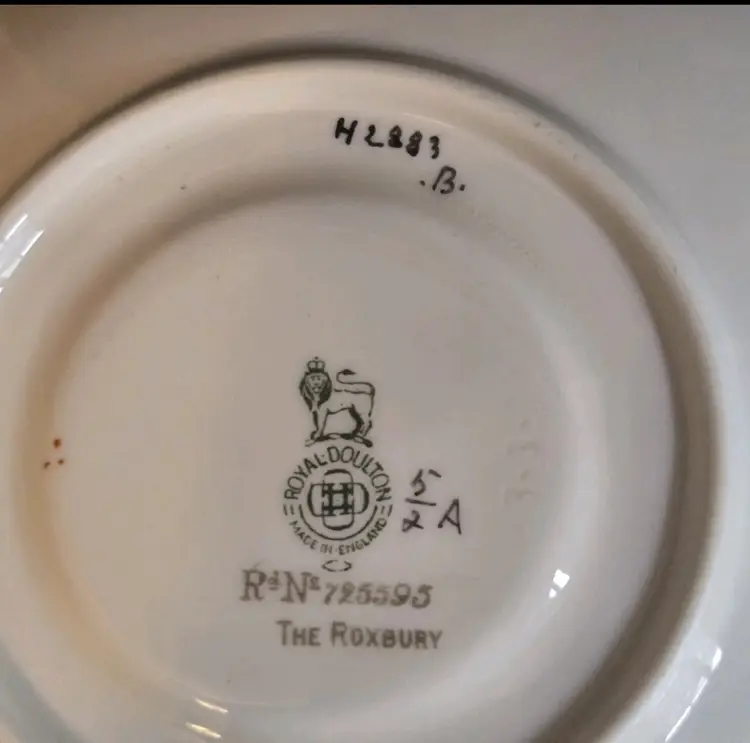 H2883
.B.
ROYAL·DOULTON
MADE IN ENGLAND
5/2 A
Rᵈ Nº 725595
THE ROXBURY